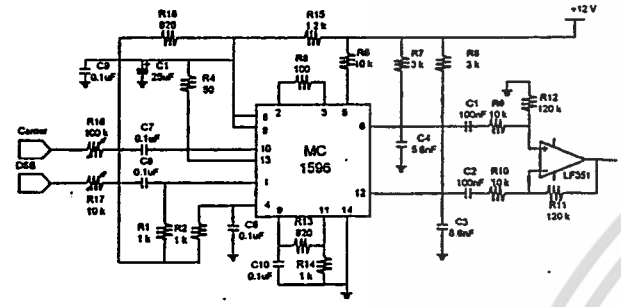 R18
820
R15
1.2 k
+12 V
C9
0.1uF
C1
25uF
R4
50
R8
100
R6
10 k
R7
3 k
R5
3 k
2
3
5
8
9
6
C1
100nF
R9
10 k
R12
120 k
Carrier
R16
100 k
C7
0.1uF
10
13
MC
1596
C4
5.6nF
LF351
DSB
R17
10 k
C8
0.1uF
1
12
C2
100nF
R10
10 k
R11
120 k
4
R1
1 k
R2
1 k
C6
0.1uF
9
11
14
R13
820
C3
5.6nF
C10
0.1uF
R14
1 k